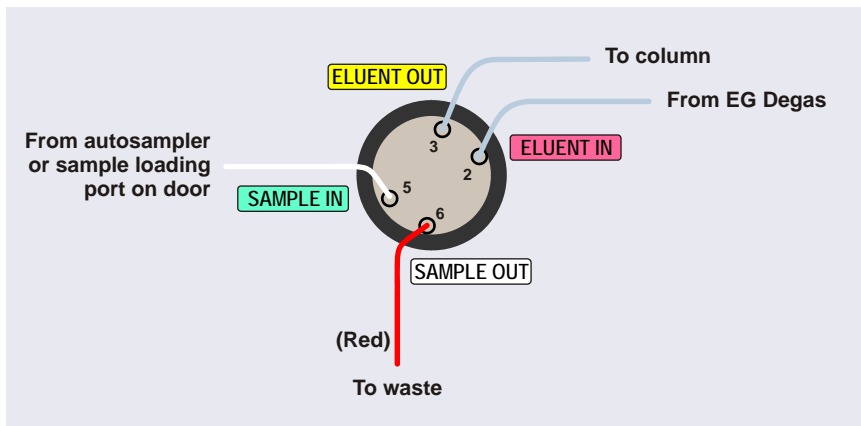 To column
ELUENT OUT
From EG Degas
From autosampler
or sample loading
port on door
3
ELUENT IN
2
5
SAMPLE IN
6
SAMPLE OUT
(Red)
To waste